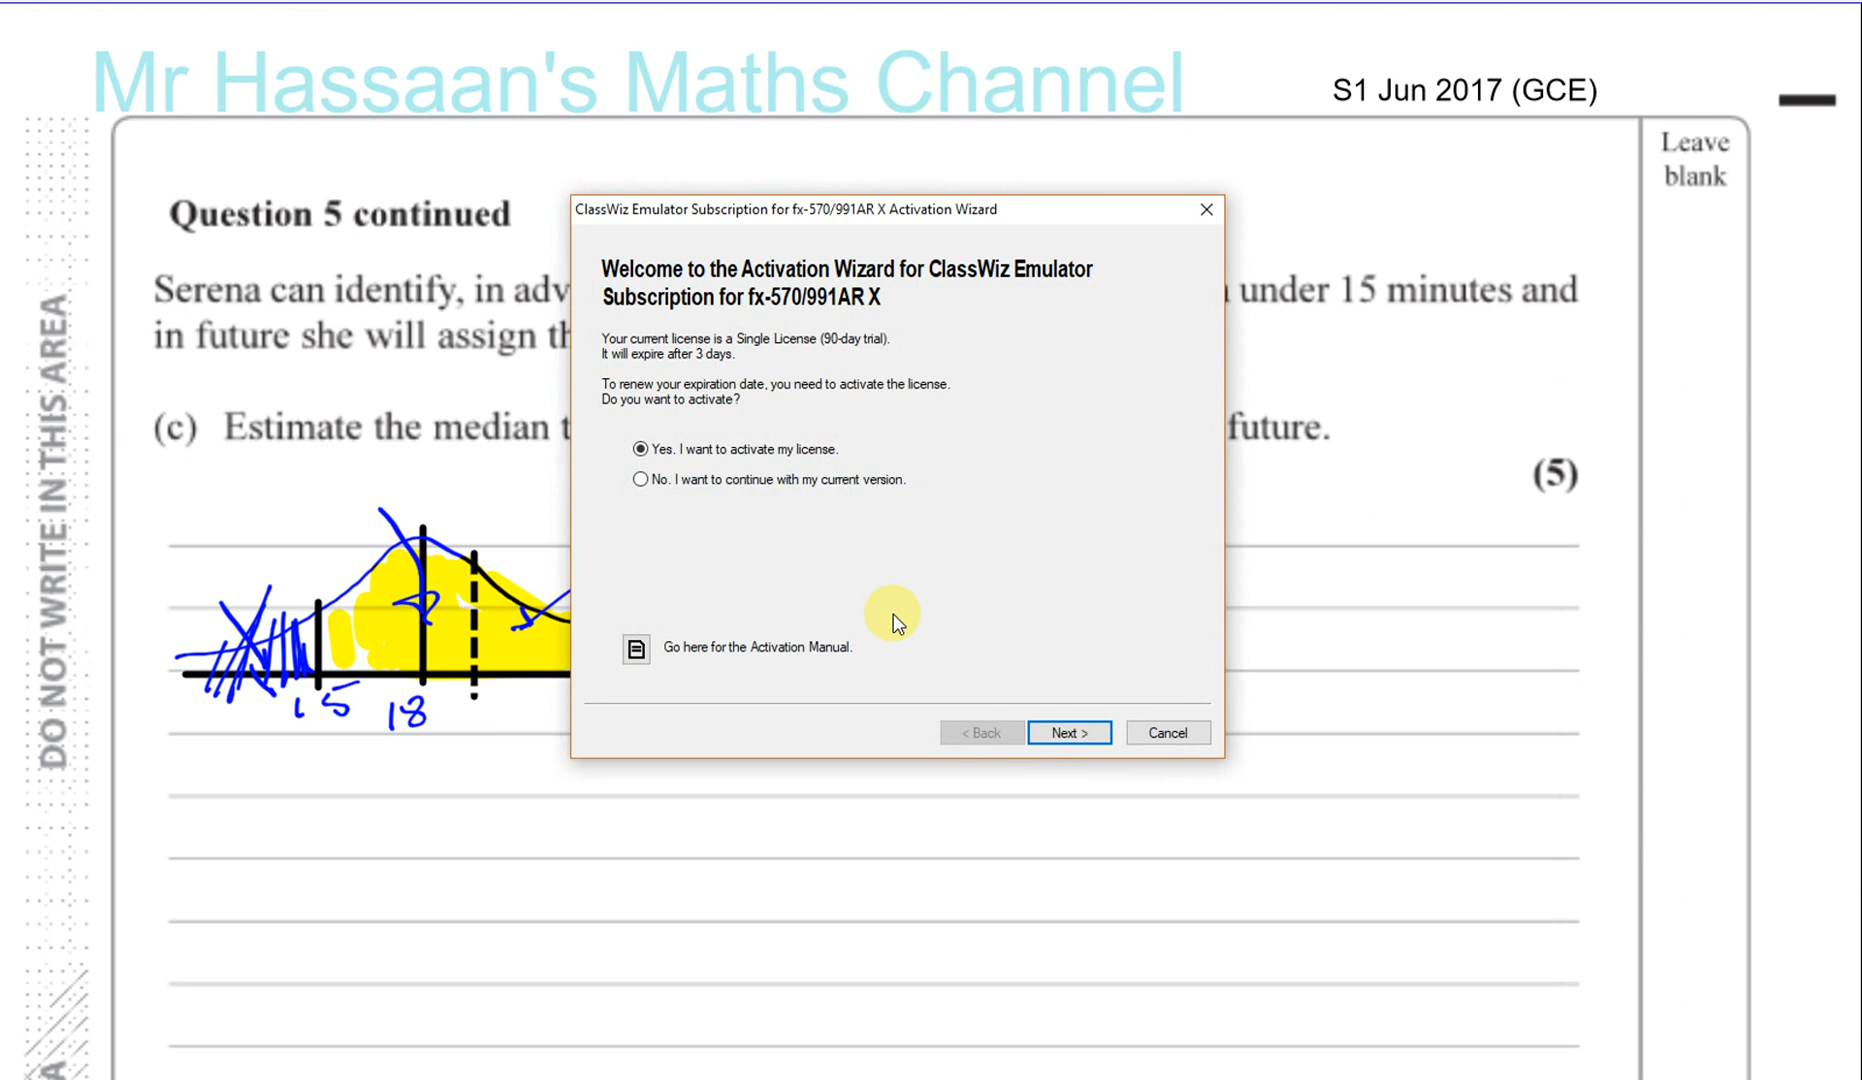 Mr Hassaan's Maths Channel
S1 Jun 2017 (GCE)
Leave
blank
Question 5 continued
Serena can identify, in adv
under 15 minutes and
in future she will assign th
(c) Estimate the median t
future.
(5)
DO NOT WRITE IN THIS AREA
ClassWiz Emulator Subscription for fx-570/991AR X Activation Wizard
Welcome to the Activation Wizard for ClassWiz Emulator
Subscription for fx-570/991AR X
Your current license is a Single License (90-day trial).
It will expire after 3 days.
To renew your expiration date, you need to activate the license.
Do you want to activate?
Yes. I want to activate my license.
No. I want to continue with my current version.
Go here for the Activation Manual.
< Back
Next >
Cancel
15
18
A